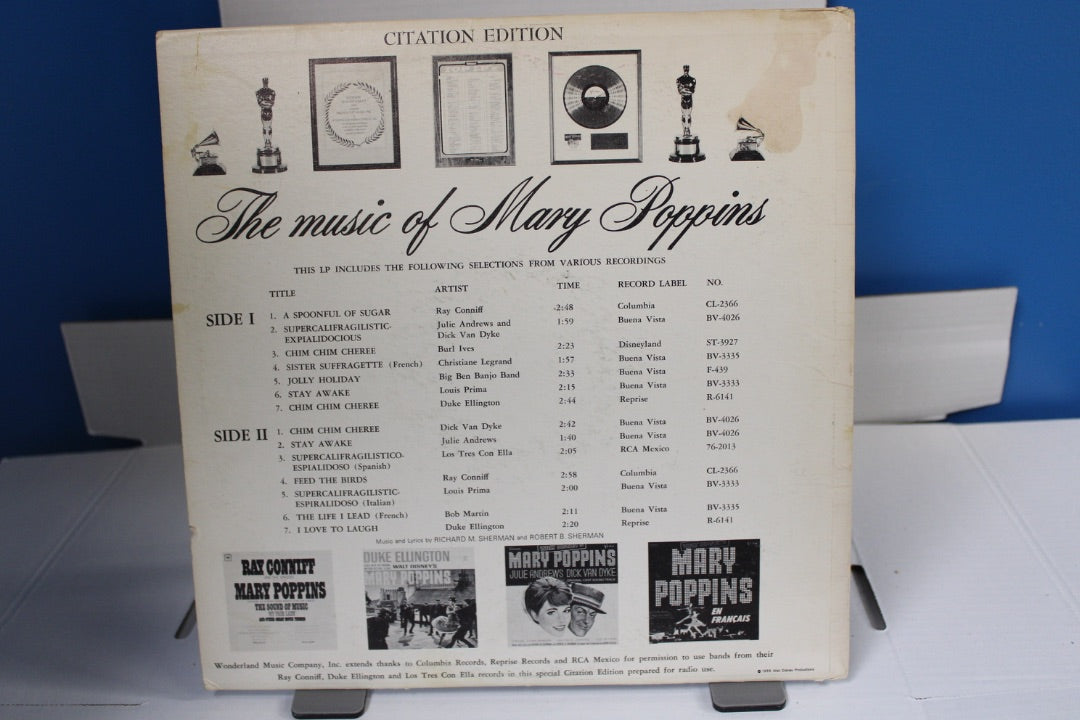 CITATION EDITION
The music of Mary Poppins
THIS LP INCLUDES THE FOLLOWING SELECTIONS FROM VARIOUS RECORDINGS
TITLE ARTIST TIME RECORD LABEL NO.
SIDE I
1. A SPOONFUL OF SUGAR Ray Conniff -2:48 Columbia CL-2366
2. SUPERCALIFRAGILISTIC- Julie Andrews and 1:59 Buena Vista BV-4026
EXPIALIDOCIOUS Dick Van Dyke
3. CHIM CHIM CHEREE Burl Ives 2:23 Disneyland ST-3927
4. SISTER SUFFRAGETTE (French) Christiane Legrand 1:57 Buena Vista BV-3335
5. JOLLY HOLIDAY Big Ben Banjo Band 2:33 Buena Vista F-439
6. STAY AWAKE Louis Prima 2:15 Buena Vista BV-3333
7. CHIM CHIM CHEREE Duke Ellington 2:44 Reprise R-6141
SIDE II
1. CHIM CHIM CHEREE Dick Van Dyke 2:42 Buena Vista BV-4026
2. STAY AWAKE Julie Andrews 1:40 Buena Vista BV-4026
3. SUPERCALIFRAGILISTICO- Los Tres Con Ella 2:05 RCA Mexico 76-2013
ESPIALIDOSO (Spanish)
4. FEED THE BIRDS Ray Conniff 2:58 Columbia CL-2366
5. SUPERCALIFRAGILISTIC- Louis Prima 2:00 Buena Vista BV-3333
ESPIRALIDOSO (Italian)
6. THE LIFE I LEAD (French) Bob Martin 2:11 Buena Vista BV-3335
7. I LOVE TO LAUGH Duke Ellington 2:20 Reprise R-6141
Music and Lyrics by RICHARD M. SHERMAN and ROBERT B. SHERMAN
RAY CONNIFF
MARY POPPINS
THE SOUND OF MUSIC
DUKE ELLINGTON
WALT DISNEY'S
MARY POPPINS
MARY POPPINS
JULIE ANDREWS DICK VAN DYKE
MARY
POPPINS
EN
FRANCAIS
Wonderland Music Company, Inc. extends thanks to Columbia Records, Reprise Records and RCA Mexico for permission to use bands from their
Ray Conniff, Duke Ellington and Los Tres Con Ella records in this special Citation Edition prepared for radio use.
Walt Disney Productions